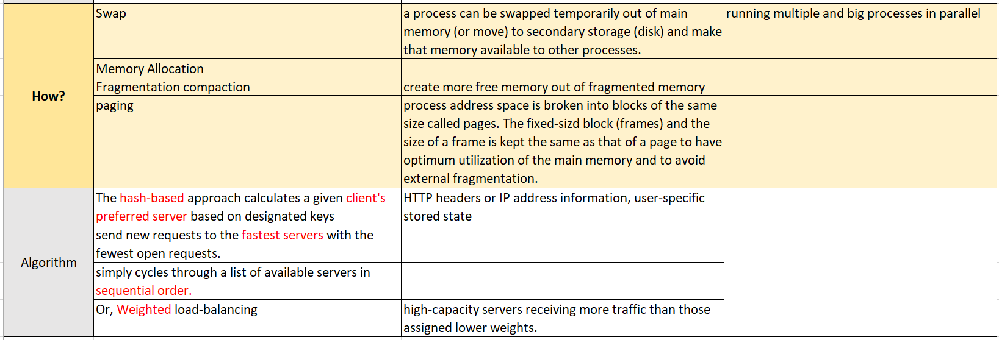 How?
Swap
a process can be swapped temporarily out of main
memory (or move) to secondary storage (disk) and make
that memory available to other processes.
running multiple and big processes in parallel
Memory Allocation
Fragmentation compaction
create more free memory out of fragmented memory
paging
process address space is broken into blocks of the same
size called pages. The fixed-sizd block (frames) and the
size of a frame is kept the same as that of a page to have
optimum utilization of the main memory and to avoid
external fragmentation.
Algorithm
The hash-based approach calculates a given client's
preferred server based on designated keys
HTTP headers or IP address information, user-specific
stored state
send new requests to the fastest servers with the
fewest open requests.
simply cycles through a list of available servers in
sequential order.
Or, Weighted load-balancing
high-capacity servers receiving more traffic than those
assigned lower weights.